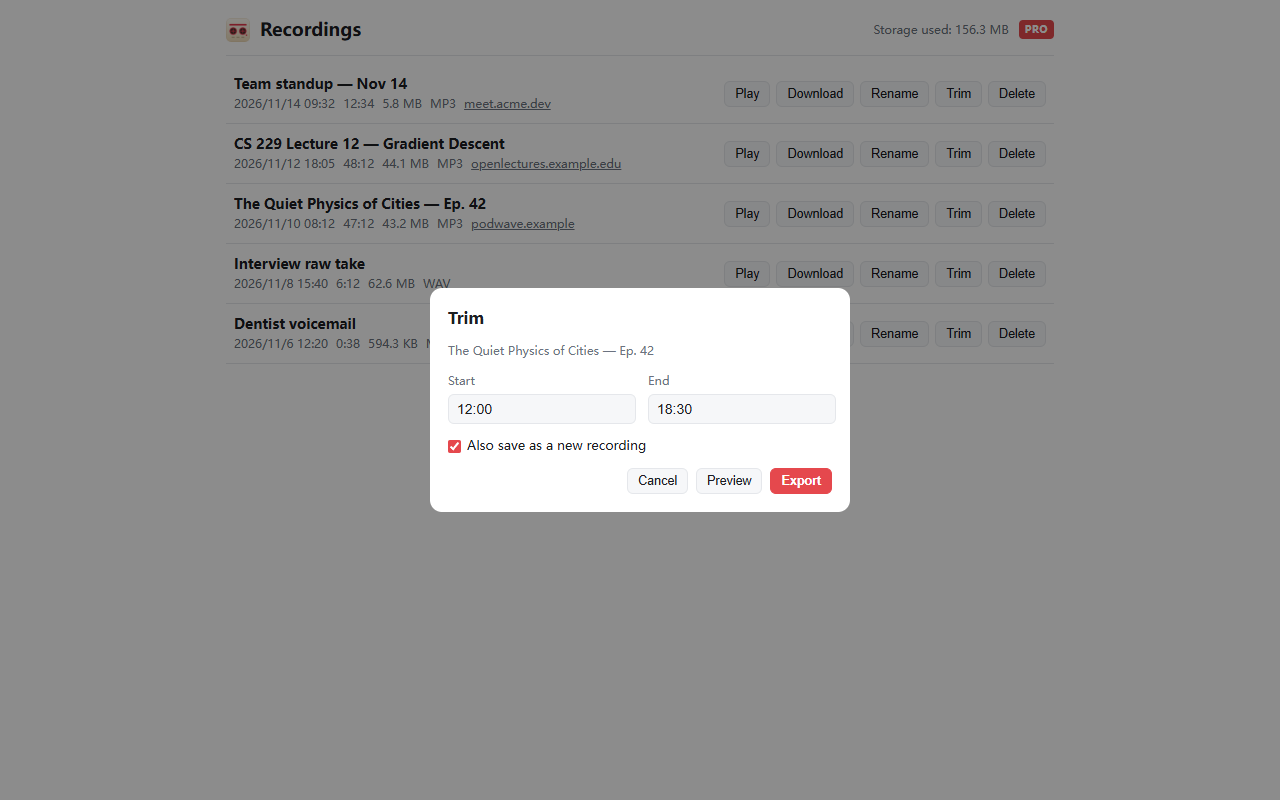 Recordings
Storage used: 156.3 MB PRO
Team standup — Nov 14
2026/11/14 09:32 12:34 5.8 MB MP3 meet.acme.dev
Play Download Rename Trim Delete
CS 229 Lecture 12 — Gradient Descent
2026/11/12 18:05 48:12 44.1 MB MP3 openlectures.example.edu
Play Download Rename Trim Delete
The Quiet Physics of Cities — Ep. 42
2026/11/10 08:12 47:12 43.2 MB MP3 podwave.example
Play Download Rename Trim Delete
Interview raw take
2026/11/8 15:40 6:12 62.6 MB WAV
Play Download Rename Trim Delete
Dentist voicemail
2026/11/6 12:20 0:38 594.3 KB
Rename Trim Delete
Trim
The Quiet Physics of Cities — Ep. 42
Start End
12:00 18:30
Also save as a new recording
Cancel Preview Export